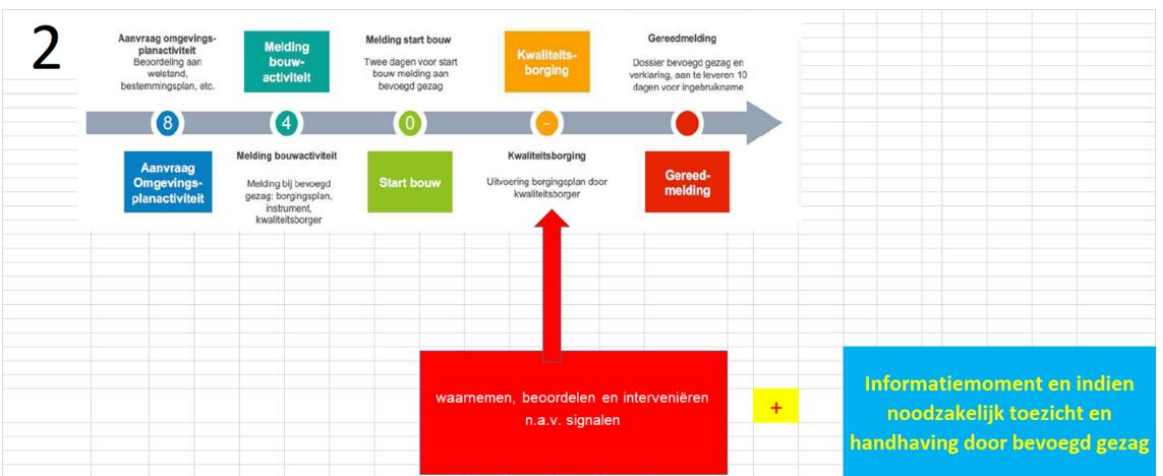 2
Aanvraag omgevings-
planactiviteit
Beoordeling aan
welstand,
bestemmingsplan, etc.
Melding
bouw-
activiteit
Melding start bouw
Twee dagen voor start
bouw melding aan
bevoegd gezag
Kwaliteits-
borging
Gereedmelding
Dossier bevoegd gezag en
verklaring, aan te leveren 10
dagen voor ingebruikname
8
4
0
-
Aanvraag
Omgevings-
planactiviteit
Melding bouwactiviteit
Melding bij bevoegd
gezag: borgingsplan,
instrument,
kwaliteitsborger
Start bouw
Kwaliteitsborging
Uitvoering borgingsplan door
kwaliteitsborger
Gereed-
melding
waarnemen, beoordelen en interveniëren
n.a.v. signalen
+
Informatiemoment en indien
noodzakelijk toezicht en
handhaving door bevoegd gezag